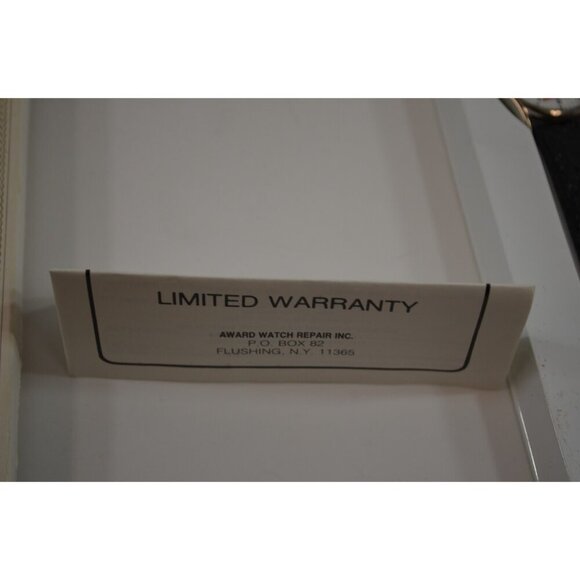 LIMITED WARRANTY
AWARD WATCH REPAIR INC.
P.O. BOX 82
FLUSHING, N.Y. 11365